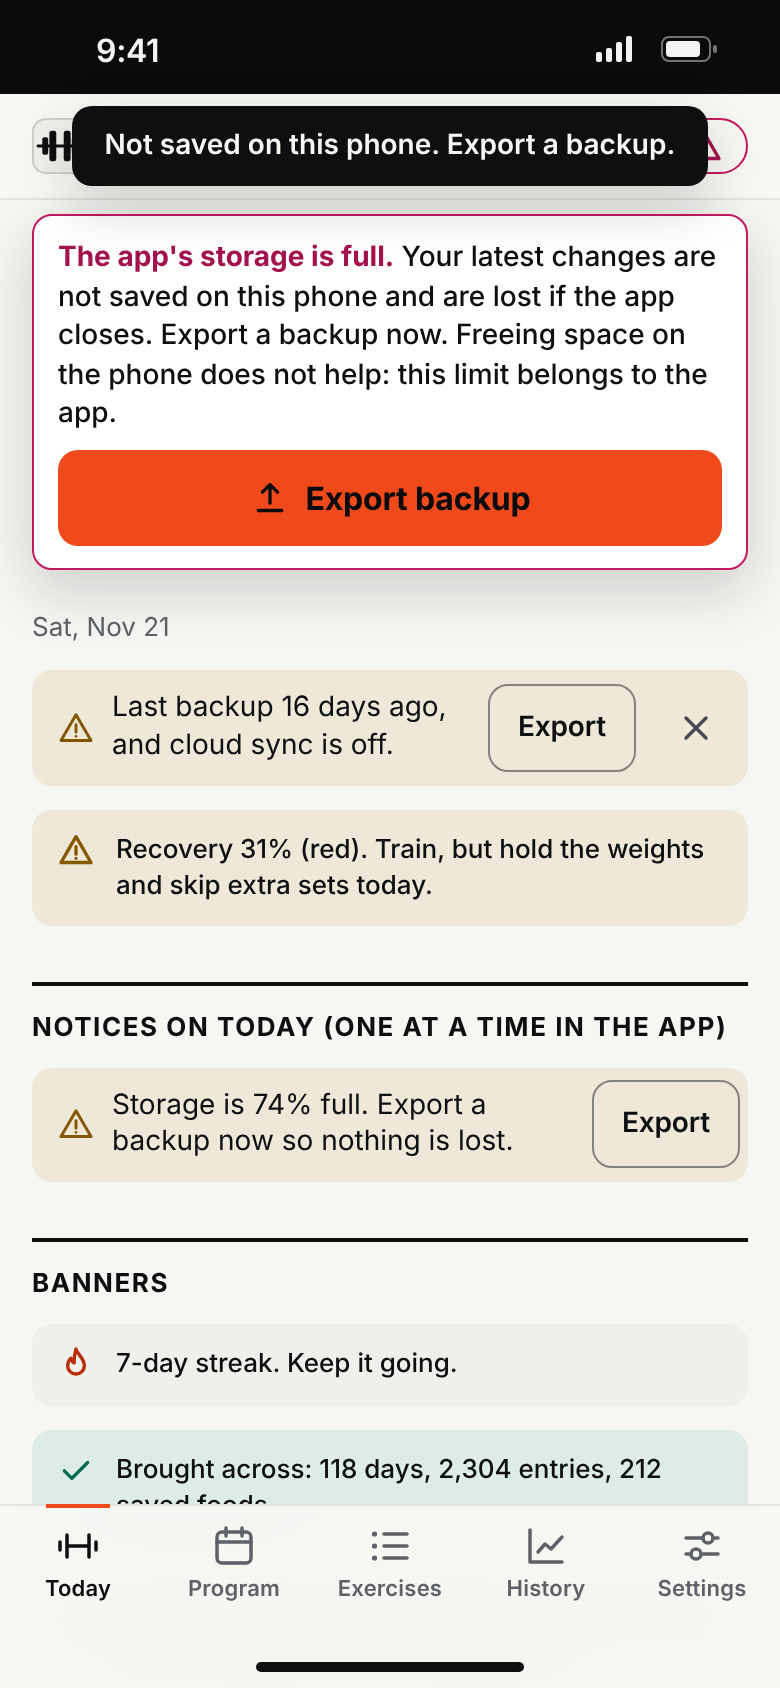 9:41
Not saved on this phone. Export a backup.
The app's storage is full. Your latest changes are
not saved on this phone and are lost if the app
closes. Export a backup now. Freeing space on
the phone does not help: this limit belongs to the
app.
Export backup
Sat, Nov 21
Last backup 16 days ago,
and cloud sync is off.
Export
Recovery 31% (red). Train, but hold the weights
and skip extra sets today.
NOTICES ON TODAY (ONE AT A TIME IN THE APP)
Storage is 74% full. Export a
backup now so nothing is lost.
Export
BANNERS
7-day streak. Keep it going.
Brought across: 118 days, 2,304 entries, 212
saved foods
Today
Program
Exercises
History
Settings